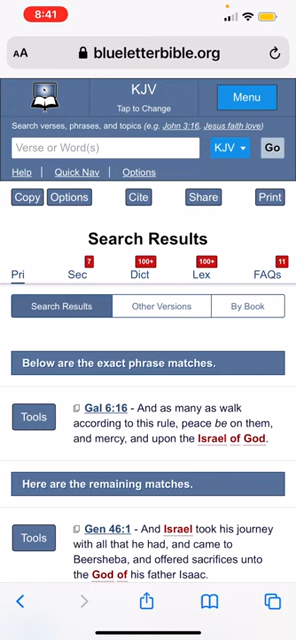 8:41
AA blueletterbible.org
KJV
Tap to Change
Menu
Search verses, phrases, and topics (e.g. John 3:16, Jesus faith love)
Verse or Word(s) KJV Go
Help | Quick Nav | Options
Copy Options Cite Share Print
Search Results
7 100+ 100+ 11
Pri Sec Dict Lex FAQs
Search Results Other Versions By Book
Below are the exact phrase matches.
Tools
Gal 6:16 - And as many as walk
according to this rule, peace be on them,
and mercy, and upon the Israel of God.
Here are the remaining matches.
Tools
Gen 46:1 - And Israel took his journey
with all that he had, and came to
Beersheba, and offered sacrifices unto
the God of his father Isaac.